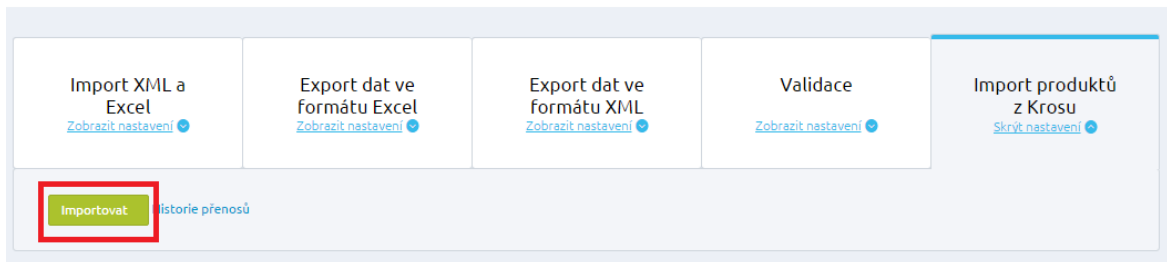 Import XML a
Excel
Zobrazit nastavení
Export dat ve
formátu Excel
Zobrazit nastavení
Export dat ve
formátu XML
Zobrazit nastavení
Validace
Zobrazit nastavení
Import produktů
z Krosu
Skrýt nastavení
Importovat
Historie přenosů